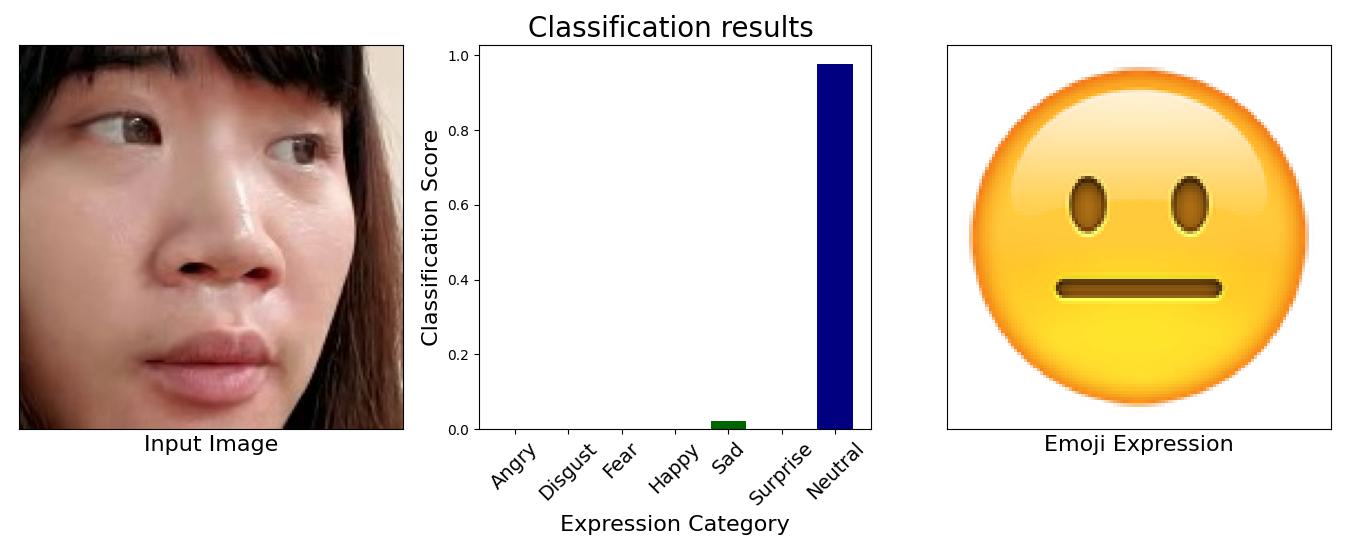 Classification results
1.0
0.8
0.6
0.4
0.2
0.0
Classification Score
Angry
Disgust
Fear
Happy
Sad
Surprise
Neutral
Expression Category
Input Image
Emoji Expression